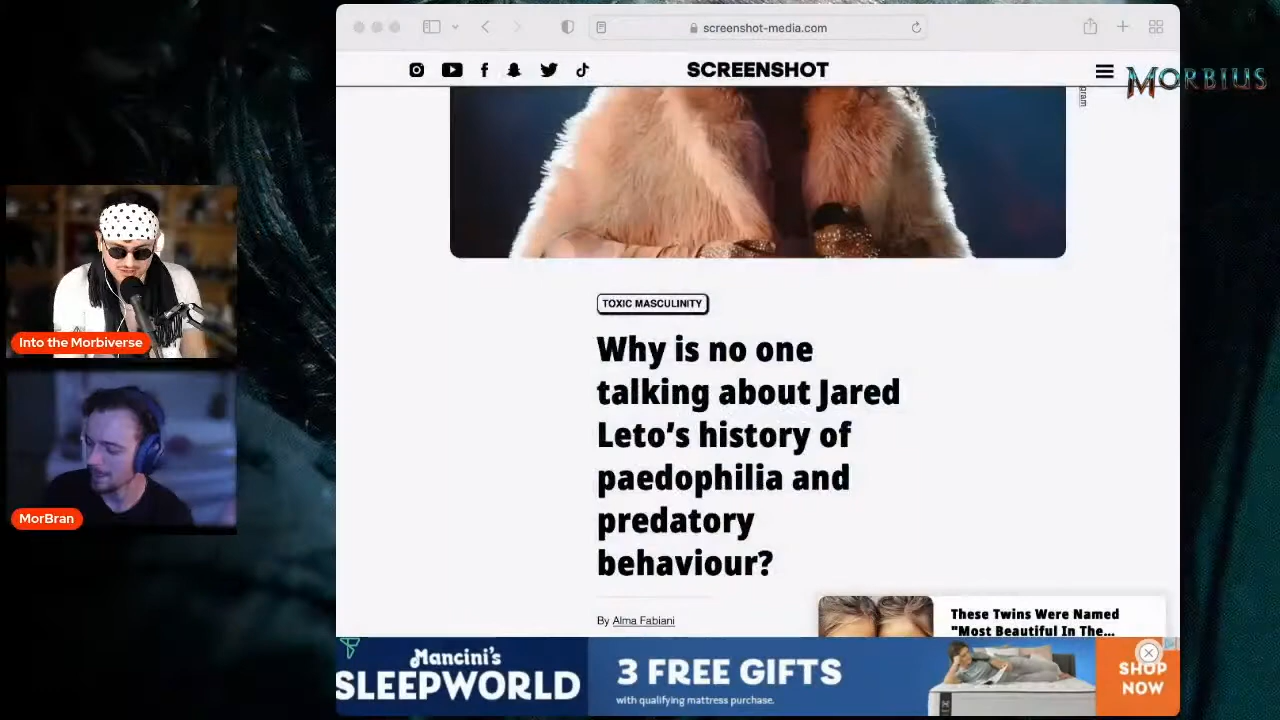 screenshot-media.com
SCREENSHOT
MORBIUS
gram
TOXIC MASCULINITY
Why is no one
talking about Jared
Leto’s history of
paedophilia and
predatory
behaviour?
By Alma Fabiani
These Twins Were Named
"Most Beautiful In The...
Into the Morbiverse
MorBran
Mancini's
SLEEPWORLD
3 FREE GIFTS
with qualifying mattress purchase.
SHOP
NOW